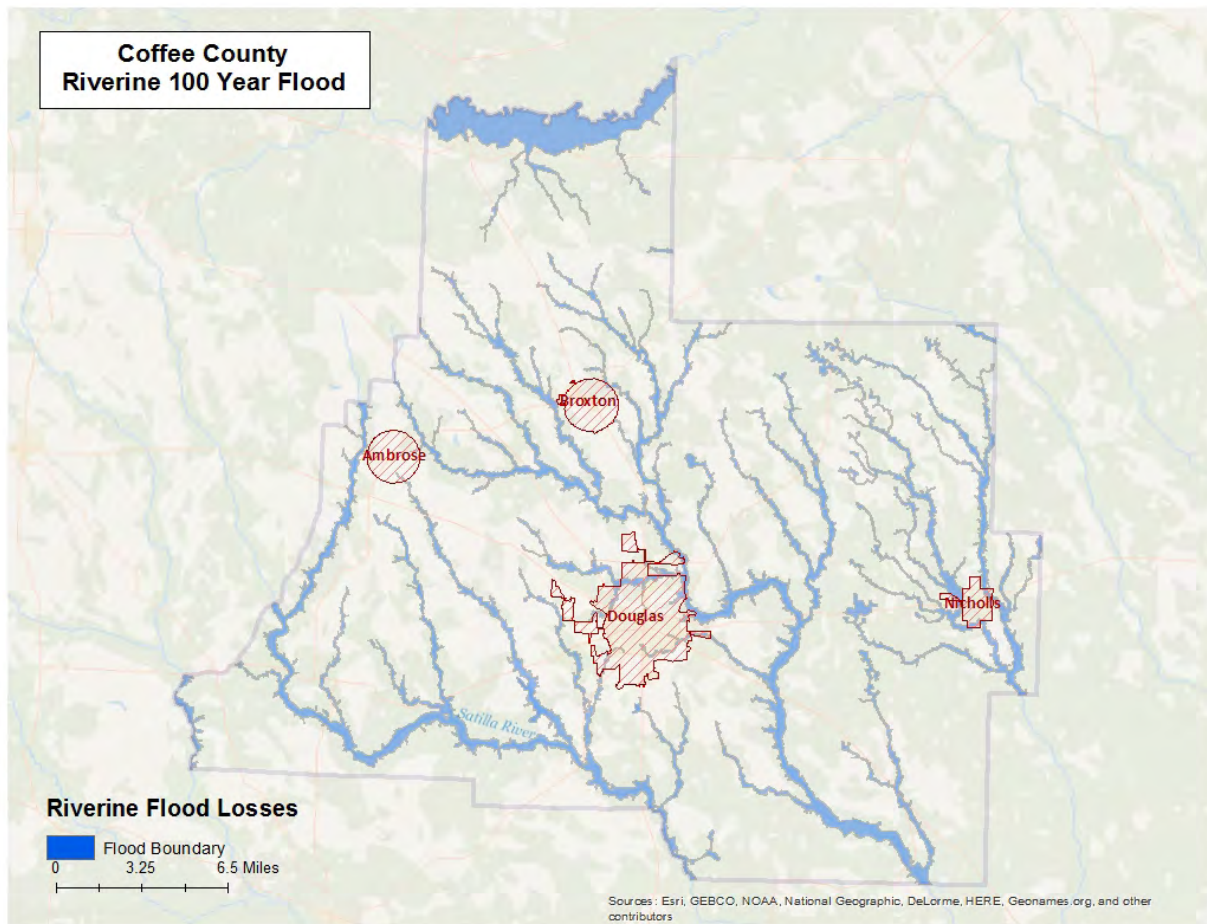 Coffee County
Riverine 100 Year Flood
Broxton
Ambrose
Douglas
Nicholls
Satilla River
Riverine Flood Losses
Flood Boundary
0 3.25 6.5 Miles
Sources: Esri, GEBCO, NOAA, National Geographic, DeLorme, HERE, Geonames.org, and other
contributors